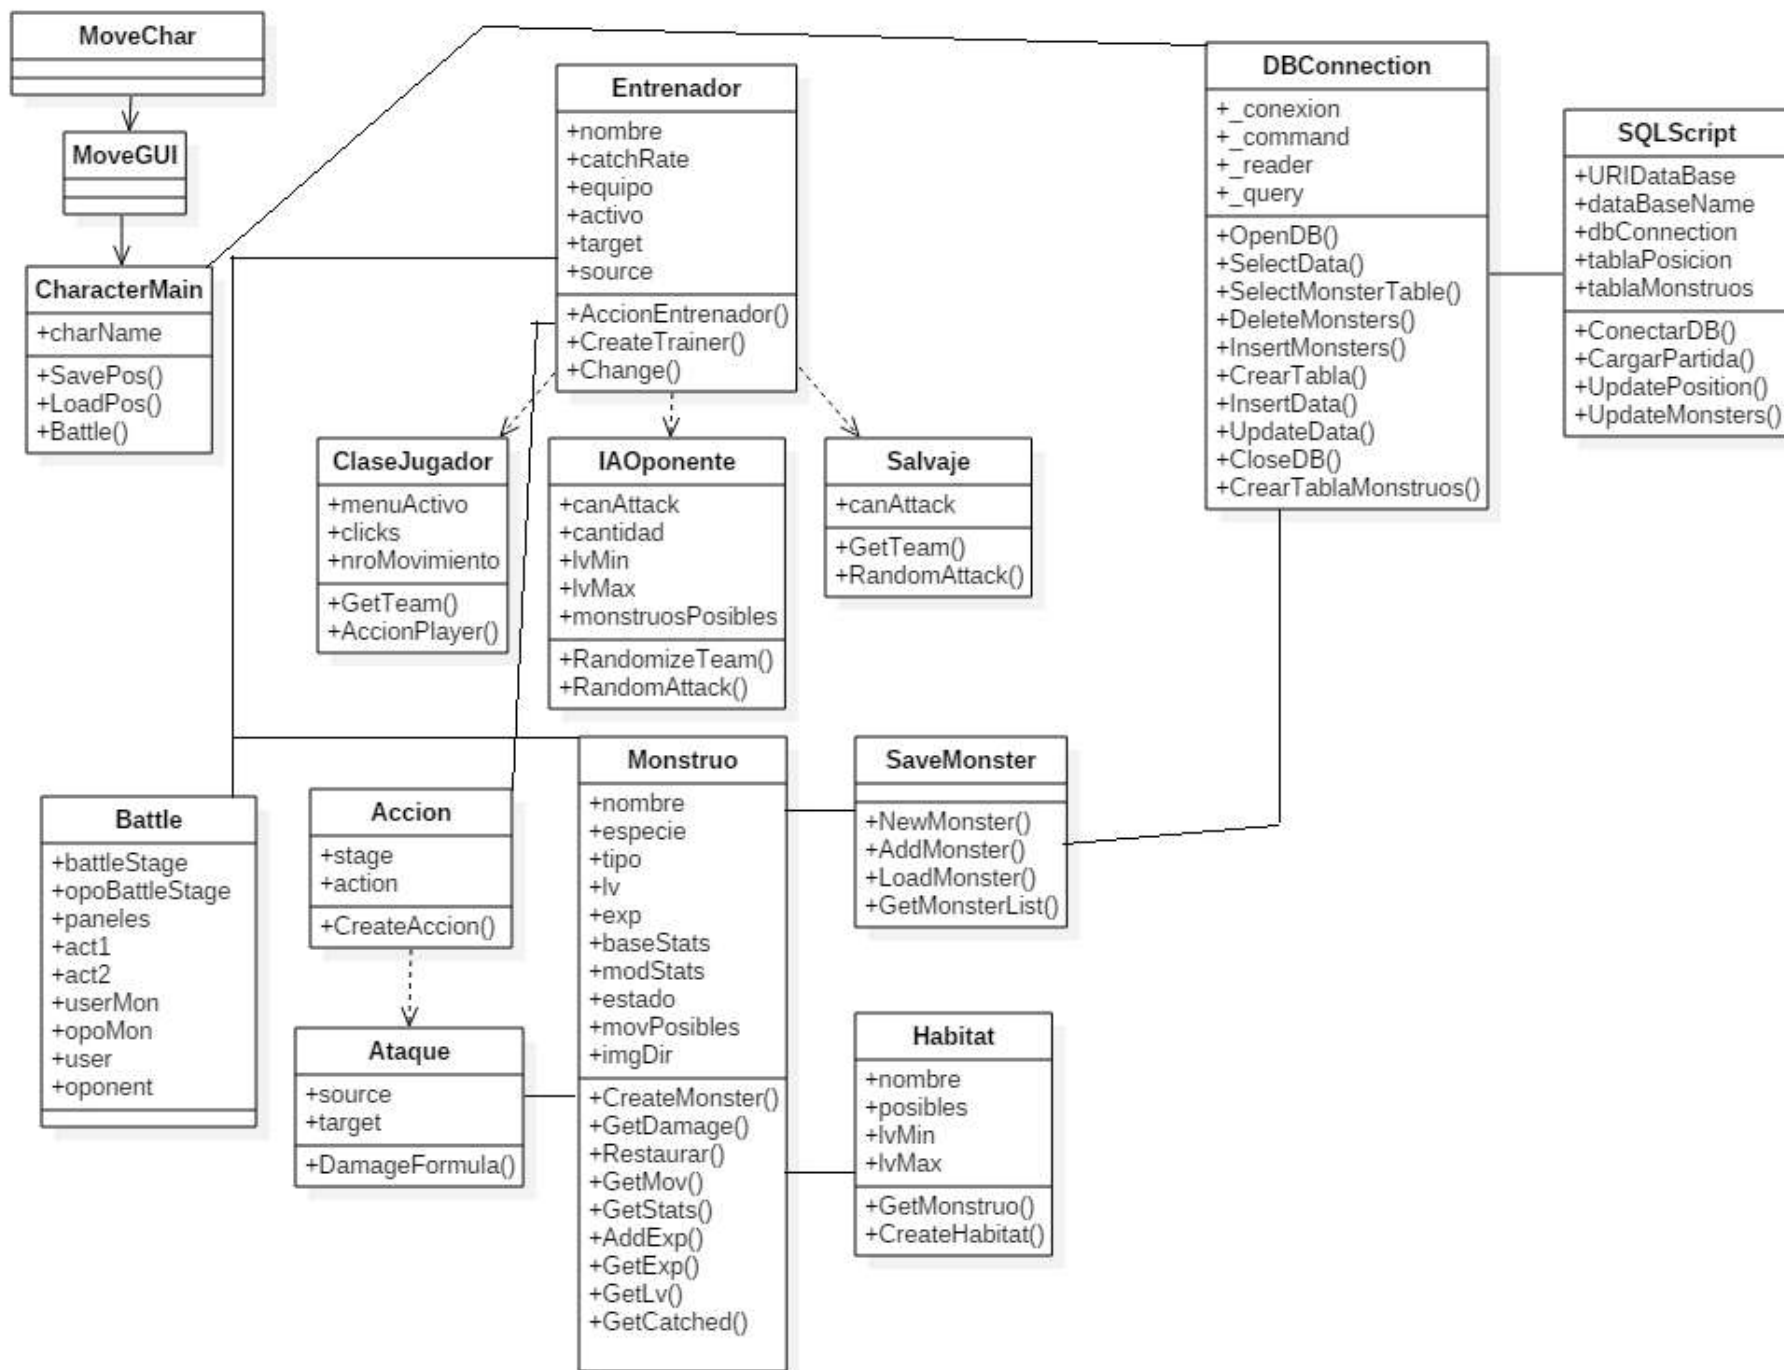 MoveChar
MoveGUI
CharacterMain
+charName
+SavePos()
+LoadPos()
+Battle()
Entrenador
+nombre
+catchRate
+equipo
+activo
+target
+source
+AccionEntrenador()
+CreateTrainer()
+Change()
DBConnection
+_conexion
+_command
+_reader
+_query
+OpenDB()
+SelectData()
+SelectMonsterTable()
+DeleteMonsters()
+InsertMonsters()
+CrearTabla()
+InsertData()
+UpdateData()
+CloseDB()
+CrearTablaMonstruos()
SQLScript
+URIDataBase
+dataBaseName
+dbConnection
+tablaPosicion
+tablaMonstruos
+ConectarDB()
+CargarPartida()
+UpdatePosition()
+UpdateMonsters()
ClaseJugador
+menuActivo
+clicks
+nroMovimiento
+GetTeam()
+AccionPlayer()
IAOponente
+canAttack
+cantidad
+lvMin
+lvMax
+monstruosPosibles
+RandomizeTeam()
+RandomAttack()
Salvaje
+canAttack
+GetTeam()
+RandomAttack()
Battle
+battleStage
+opoBattleStage
+paneles
+act1
+act2
+userMon
+opoMon
+user
+oponent
Accion
+stage
+action
+CreateAccion()
Ataque
+source
+target
+DamageFormula()
Monstruo
+nombre
+especie
+tipo
+lv
+exp
+baseStats
+modStats
+estado
+movPosibles
+imgDir
+CreateMonster()
+GetDamage()
+Restaurar()
+GetMov()
+GetStats()
+AddExp()
+GetExp()
+GetLv()
+GetCatched()
SaveMonster
+NewMonster()
+AddMonster()
+LoadMonster()
+GetMonsterList()
Habitat
+nombre
+posibles
+lvMin
+lvMax
+GetMonstruo()
+CreateHabitat()